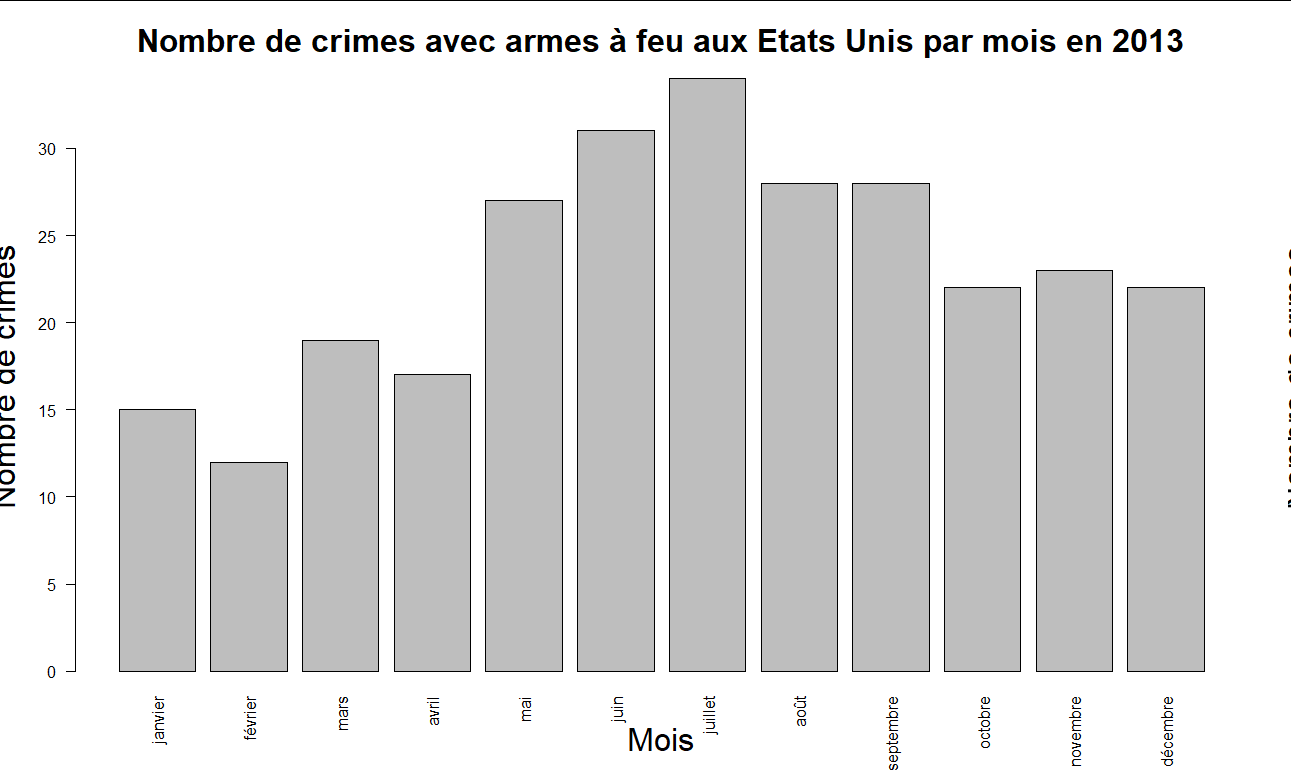 Nombre de crimes avec armes à feu aux Etats Unis par mois en 2013
Nombre de crimes
30
25
20
15
10
5
0
janvier
février
mars
avril
mai
juin
juillet
août
septembre
octobre
novembre
décembre
Mois